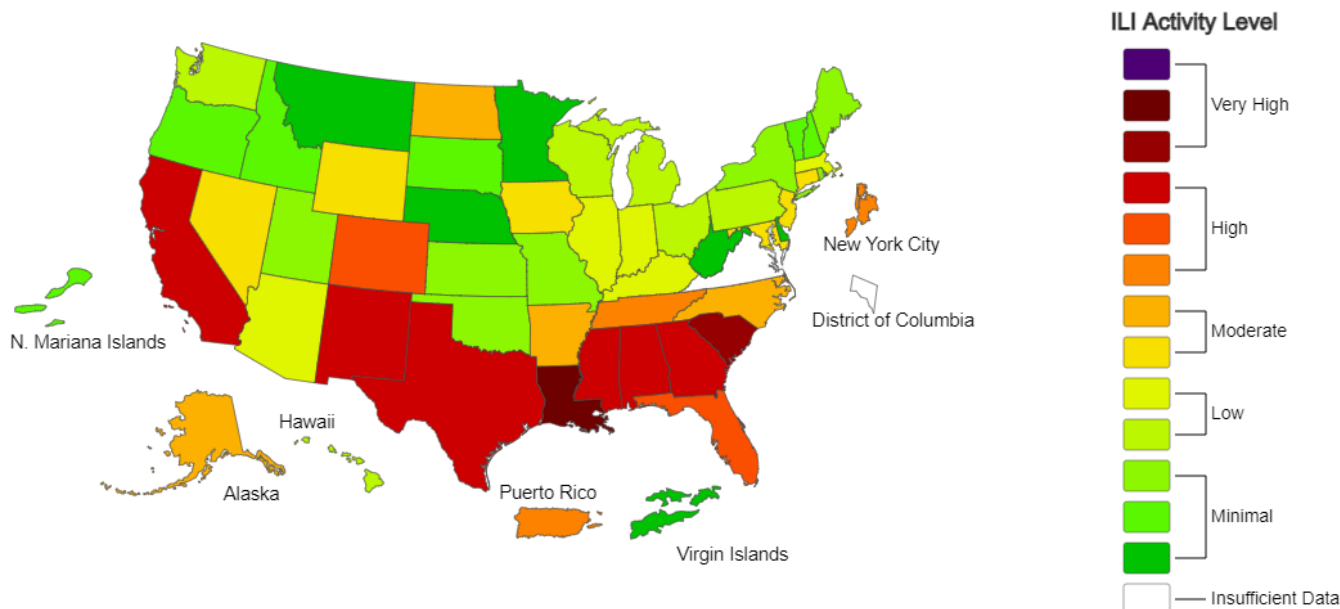 ILI Activity Level
Very High
High
Moderate
Low
Minimal
Insufficient Data
New York City
District of Columbia
N. Mariana Islands
Hawaii
Alaska
Puerto Rico
Virgin Islands